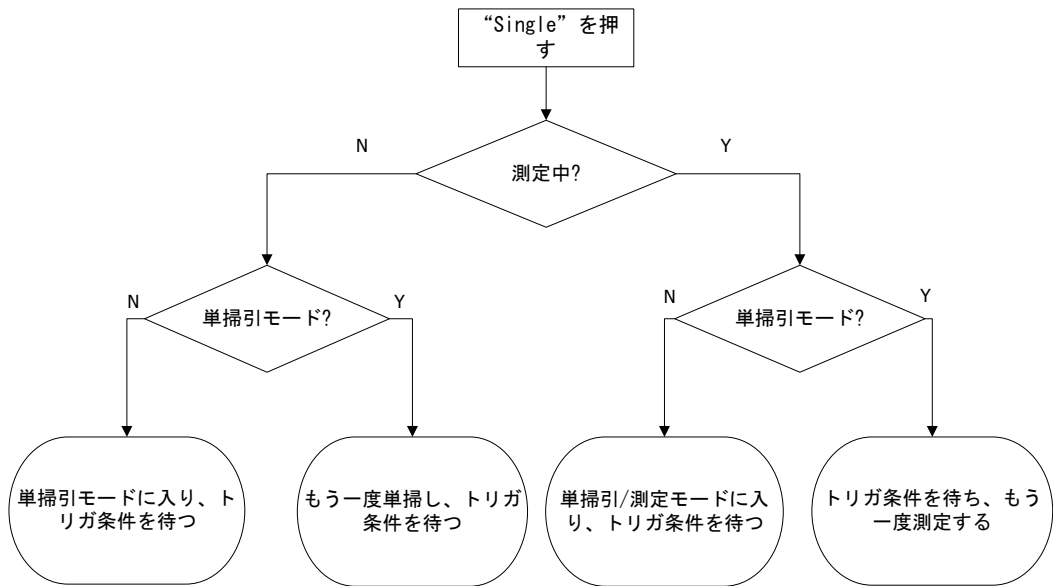 “Single”を押
す
N
Y
測定中?
N
単掃引モード?
Y
N
単掃引モード?
Y
単掃引モードに入り、ト
リガ条件を待つ
もう一度単掃し、トリガ
条件を待つ
単掃引/測定モードに入
り、トリガ条件を待つ
トリガ条件を待ち、もう
一度測定する